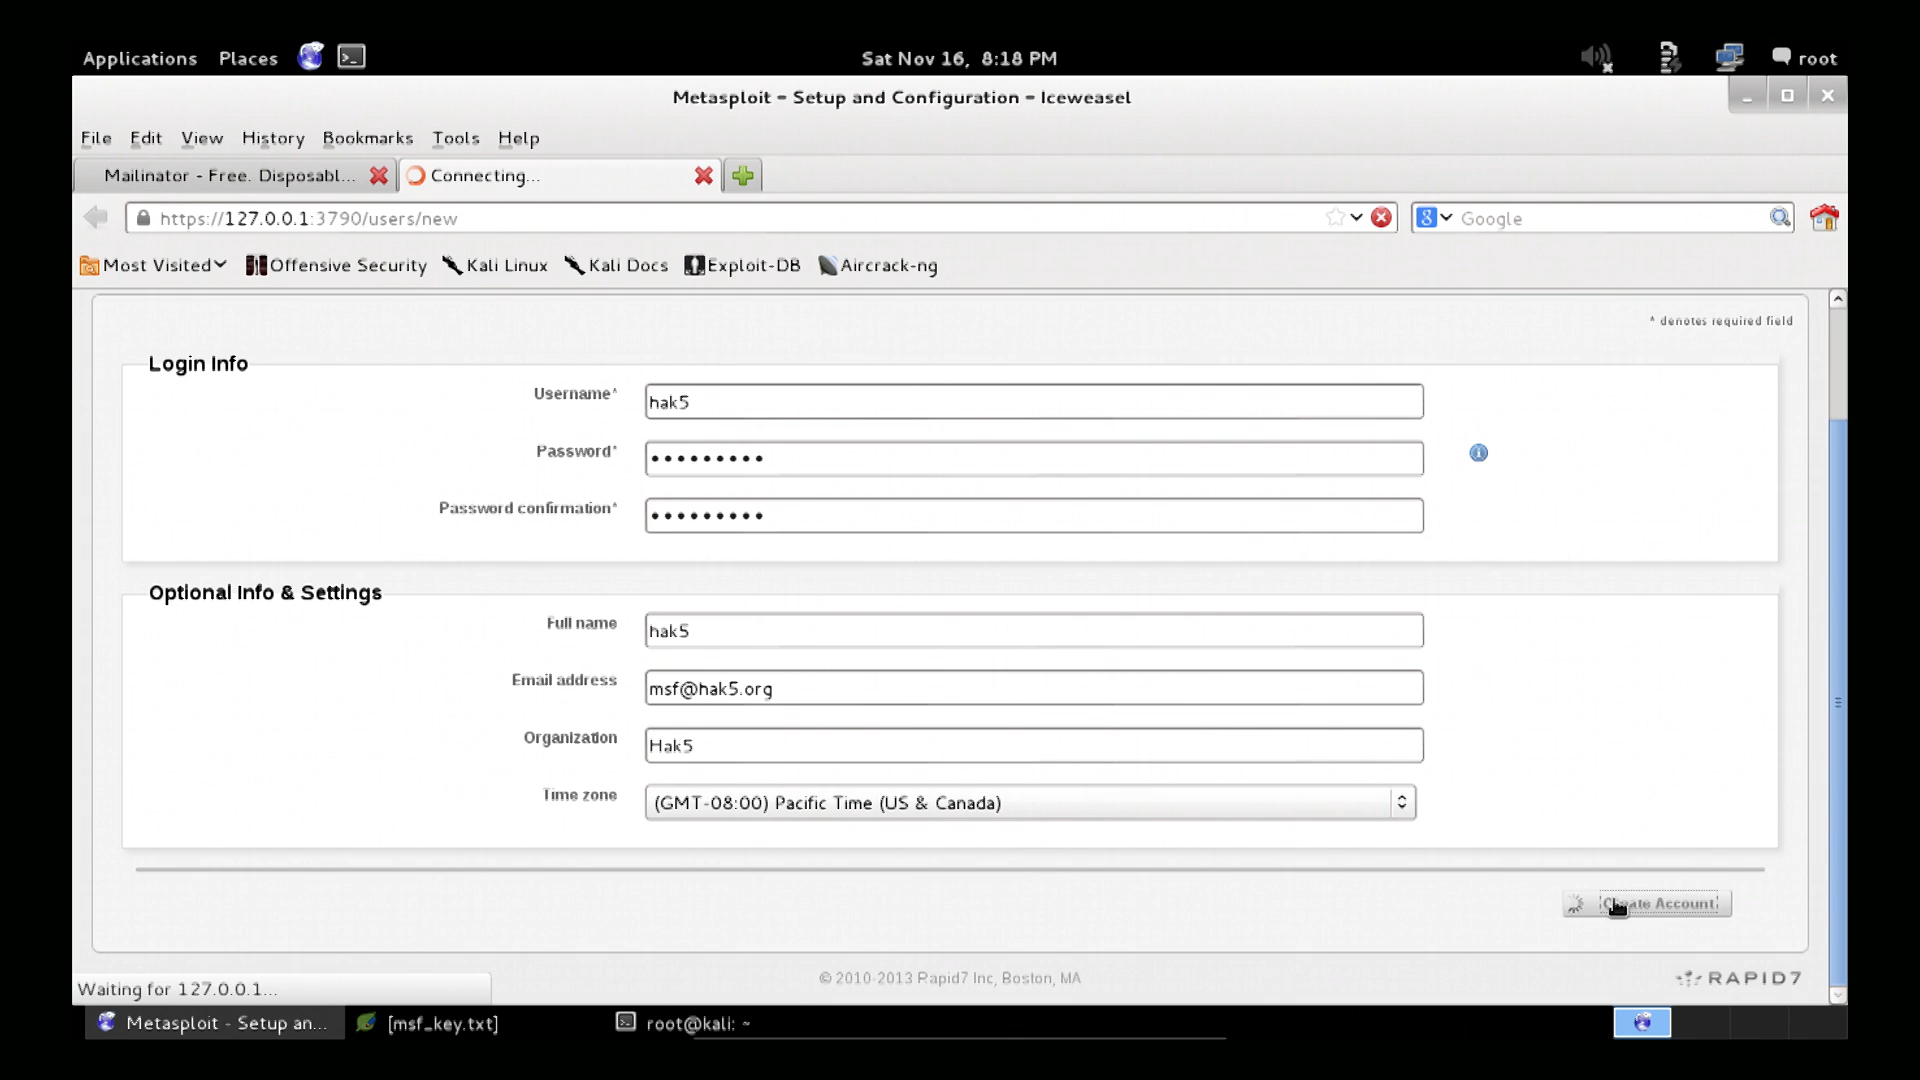 Applications Places Sat Nov 16, 8:18 PM root
Metasploit - Setup and Configuration - Iceweasel
File Edit View History Bookmarks Tools Help
Mailinator - Free. Disposabl... Connecting...
https://127.0.0.1:3790/users/new Google
Most Visited Offensive Security Kali Linux Kali Docs Exploit-DB Aircrack-ng
* denotes required field
Login Info
Username* hak5
Password* •••••••••
Password confirmation* •••••••••
Optional Info & Settings
Full name hak5
Email address msf@hak5.org
Organization Hak5
Time zone (GMT-08:00) Pacific Time (US & Canada)
Create Account
© 2010-2013 Rapid7 Inc, Boston, MA RAPID7
Waiting for 127.0.0.1...
Metasploit - Setup an... [msf_key.txt] root@kali: ~